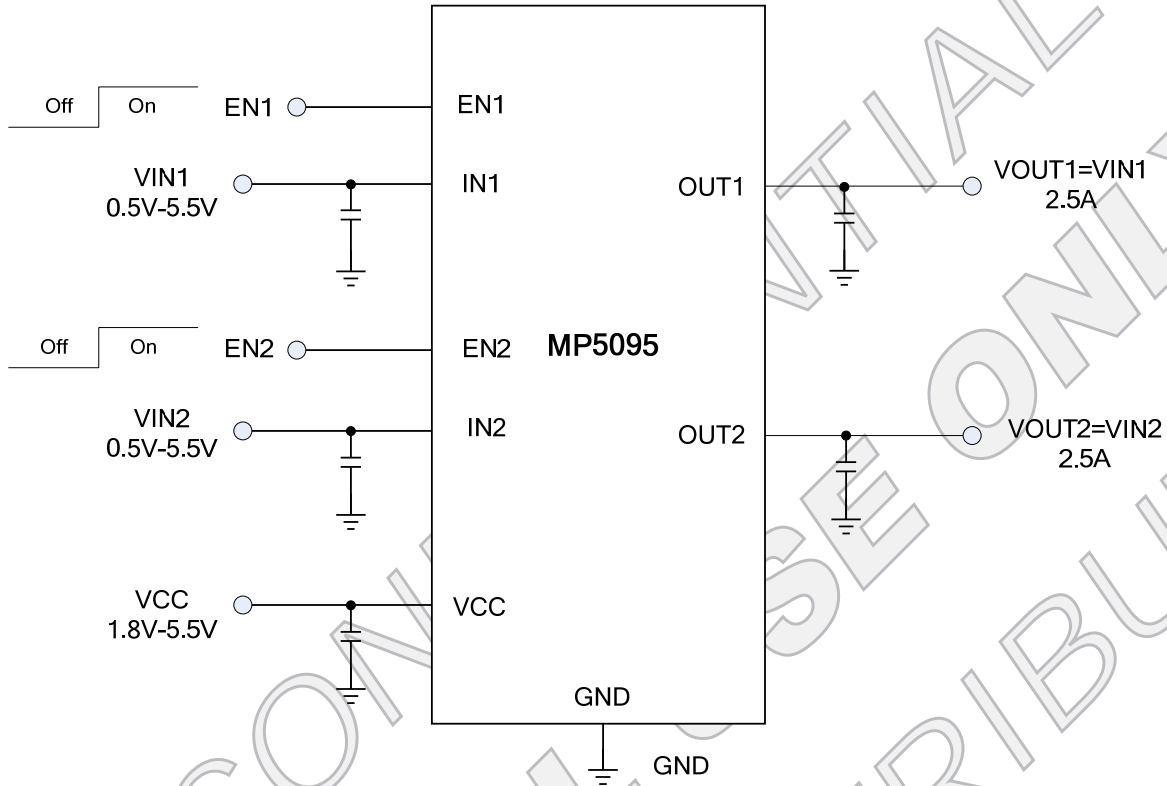 Off On EN1 EN1
VIN1
0.5V-5.5V
IN1
OUT1
VOUT1=VIN1
2.5A
Off On EN2 EN2
MP5095
VIN2
0.5V-5.5V
IN2
OUT2
VOUT2=VIN2
2.5A
VCC
1.8V-5.5V
VCC
GND
GND